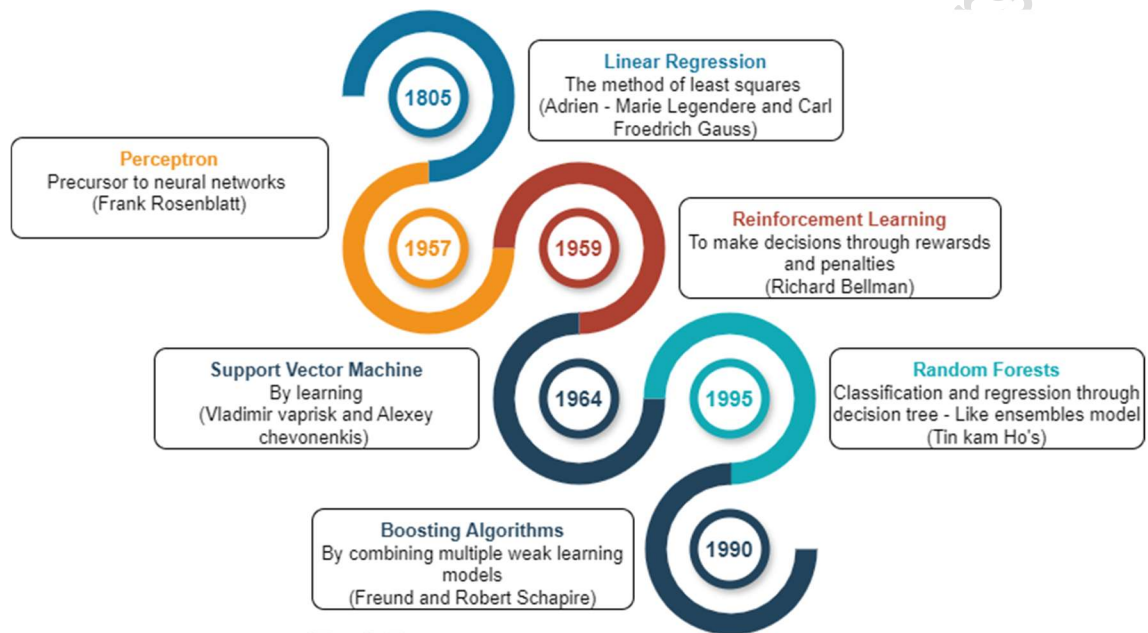 1805
Linear Regression
The method of least squares
(Adrien - Marie Legendere and Carl
Froedrich Gauss)
Perceptron
Precursor to neural networks
(Frank Rosenblatt)
1957
1959
Reinforcement Learning
To make decisions through rewarsds
and penalties
(Richard Bellman)
Support Vector Machine
By learning
(Vladimir vaprisk and Alexey
chevonenkis)
1964
1995
Random Forests
Classification and regression through
decision tree - Like ensembles model
(Tin kam Ho's)
Boosting Algorithms
By combining multiple weak learning
models
(Freund and Robert Schapire)
1990